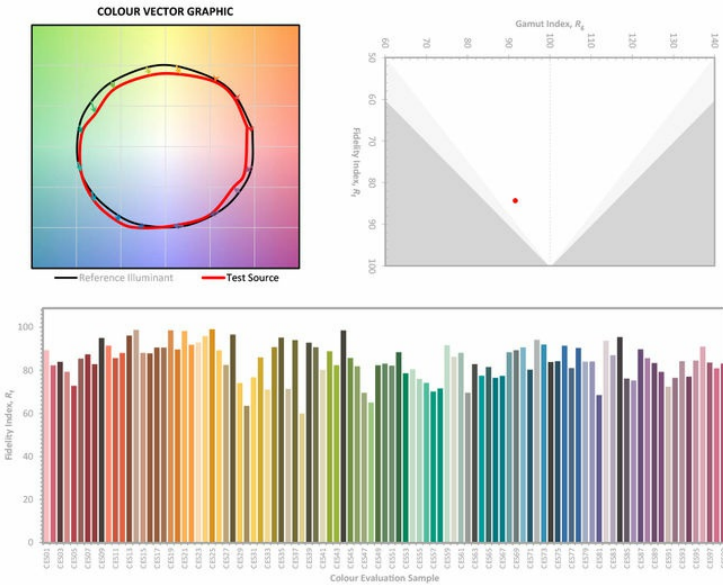 COLOUR VECTOR GRAPHIC
Reference Illuminant
Test Source
Gamut Index, Rg
60 70 80 90 100 110 120 130 140
Fidelity Index, Rf
50
60
70
80
90
100
Fidelity Index, Rf
100
80
60
40
20
0
CES01 CES03 CES05 CES07 CES09 CES11 CES13 CES15 CES17 CES19 CES21 CES23 CES25 CES27 CES29 CES31 CES33 CES35 CES37 CES39 CES41 CES43 CES45 CES47 CES49 CES51 CES53 CES55 CES57 CES59 CES61 CES63 CES65 CES67 CES69 CES71 CES73 CES75 CES77 CES79 CES81 CES83 CES85 CES87 CES89 CES91 CES93 CES95 CES97
Colour Evaluation Sample